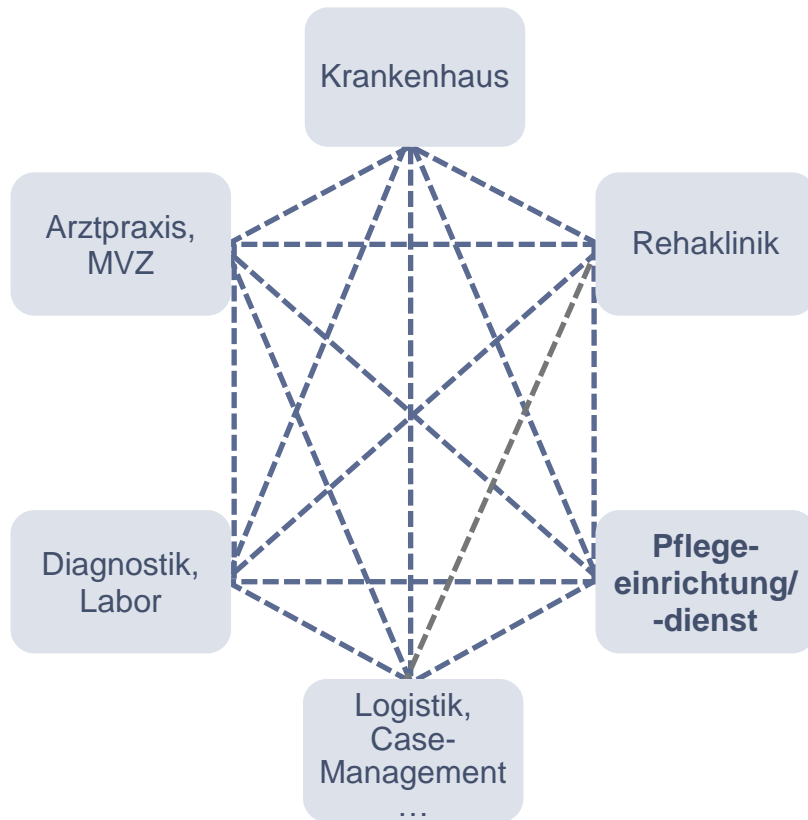 Krankenhaus
Arztpraxis,
MVZ
Rehaklinik
Diagnostik,
Labor
Pflege-
einrichtung/
-dienst
Logistik,
Case-
Management
…